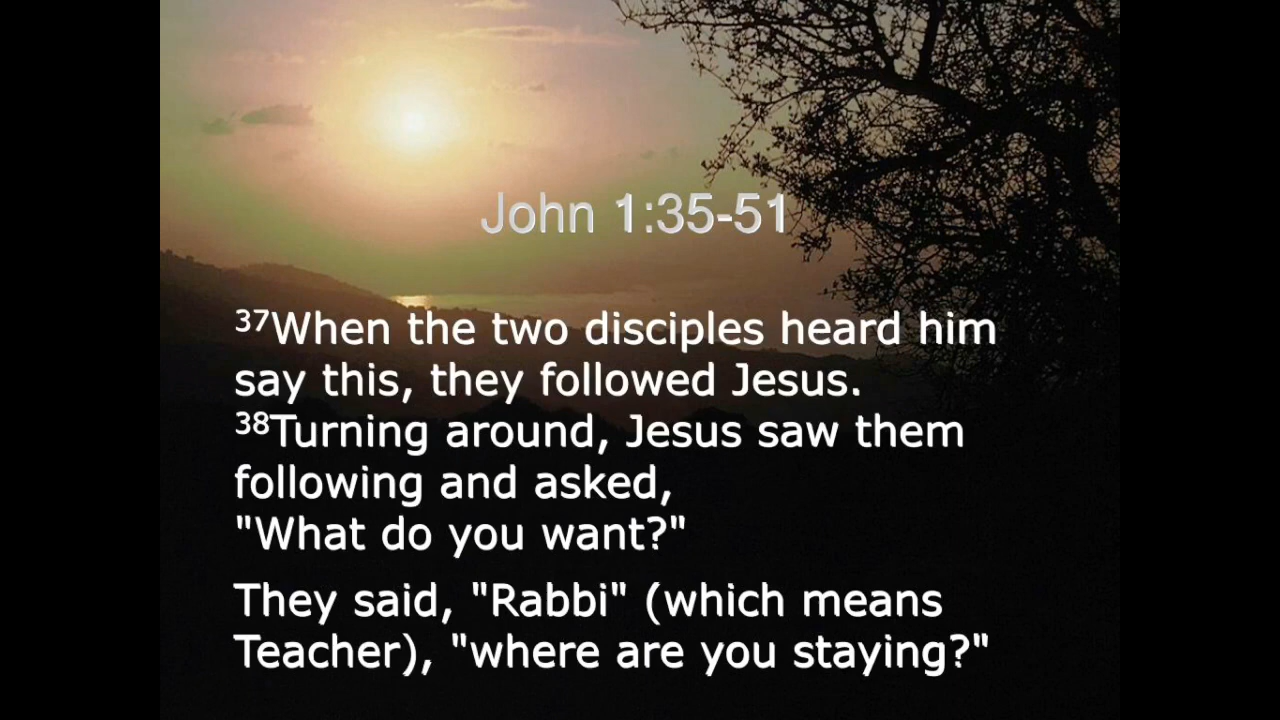 John 1:35-51
³⁷When the two disciples heard him
say this, they followed Jesus.
³⁸Turning around, Jesus saw them
following and asked,
"What do you want?"
They said, "Rabbi" (which means
Teacher), "where are you staying?"